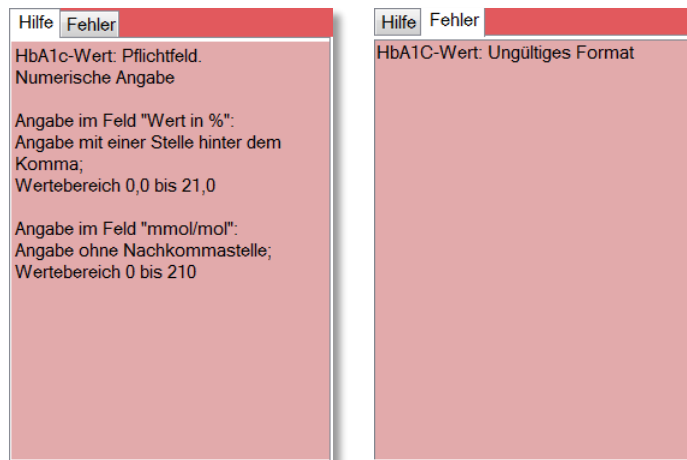 Hilfe Fehler
HbA1c-Wert: Pflichtfeld.
Numerische Angabe
Angabe im Feld "Wert in %":
Angabe mit einer Stelle hinter dem
Komma;
Wertebereich 0,0 bis 21,0
Angabe im Feld "mmol/mol":
Angabe ohne Nachkommastelle;
Wertebereich 0 bis 210
Hilfe Fehler
HbA1C-Wert: Ungültiges Format